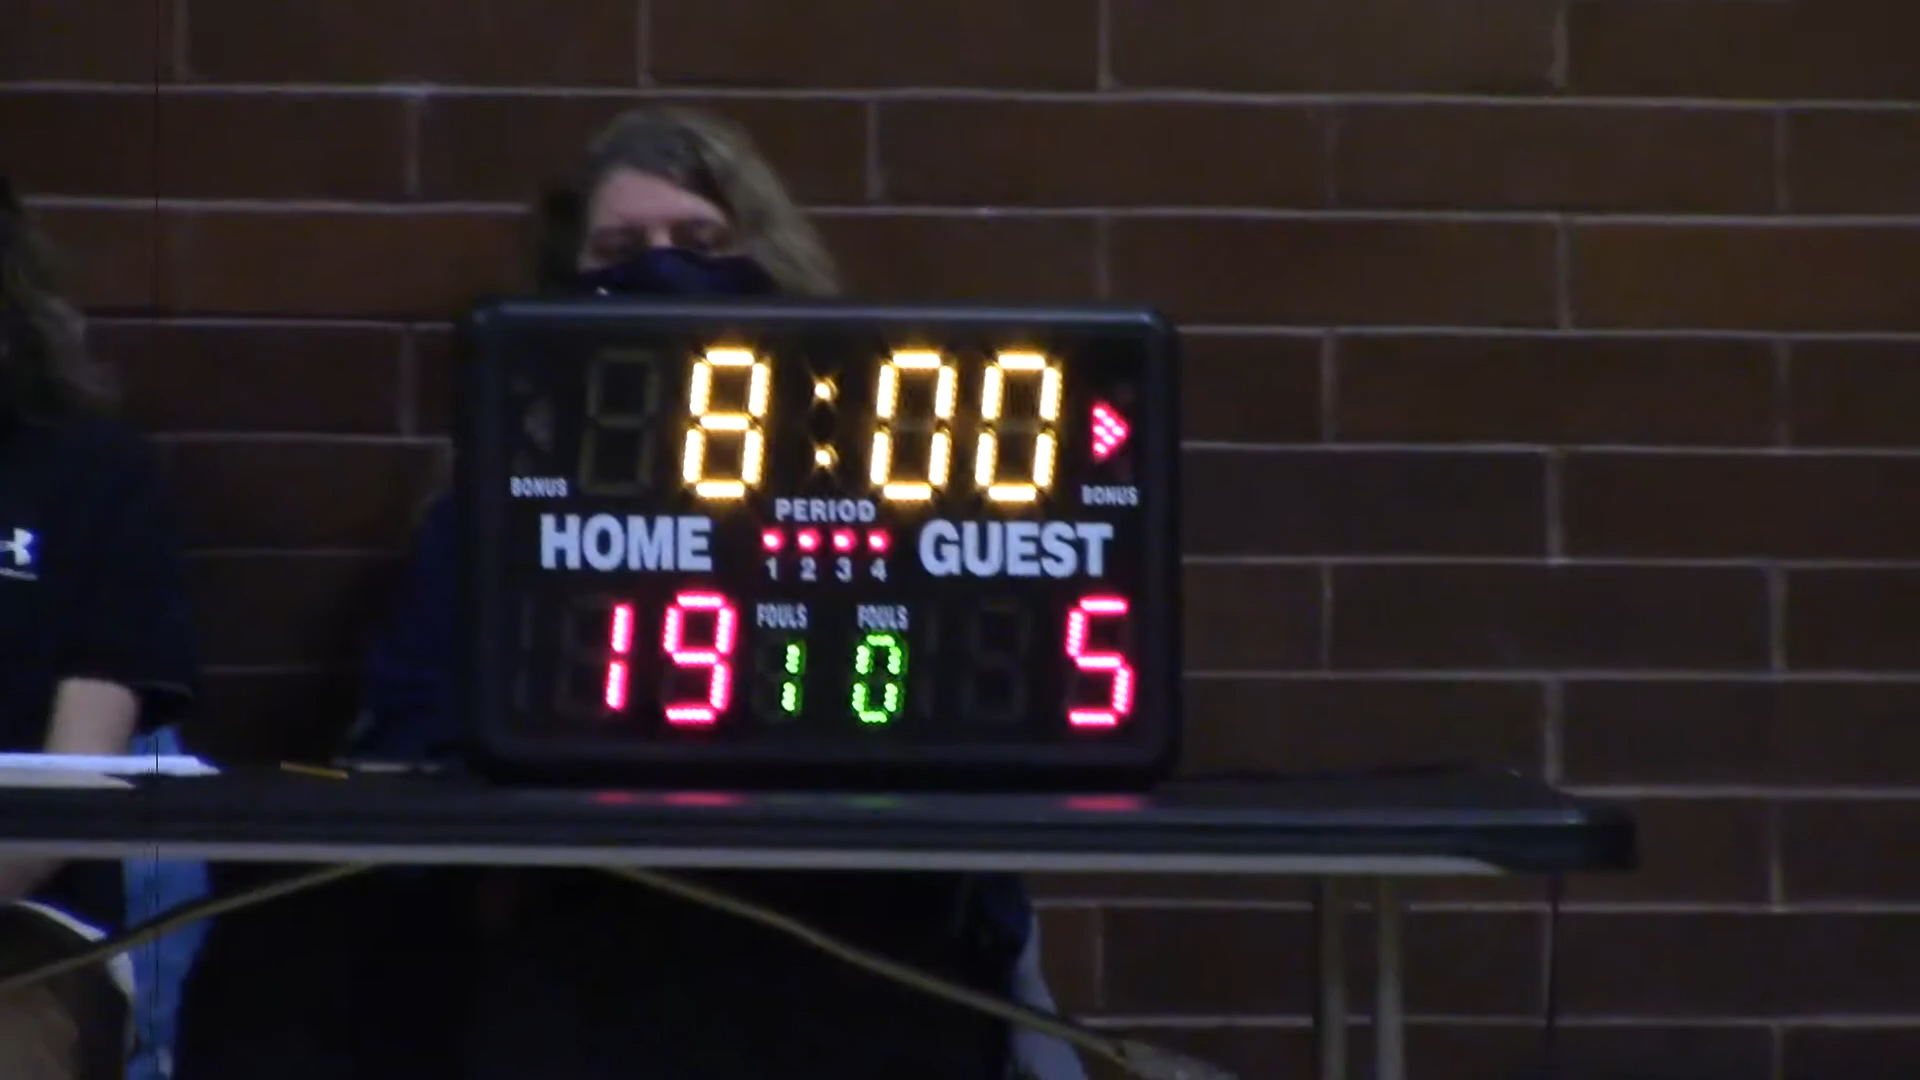 8:00
BONUS
BONUS
PERIOD
HOME
GUEST
1 2 3 4
FOULS
FOULS
19
1
0
5